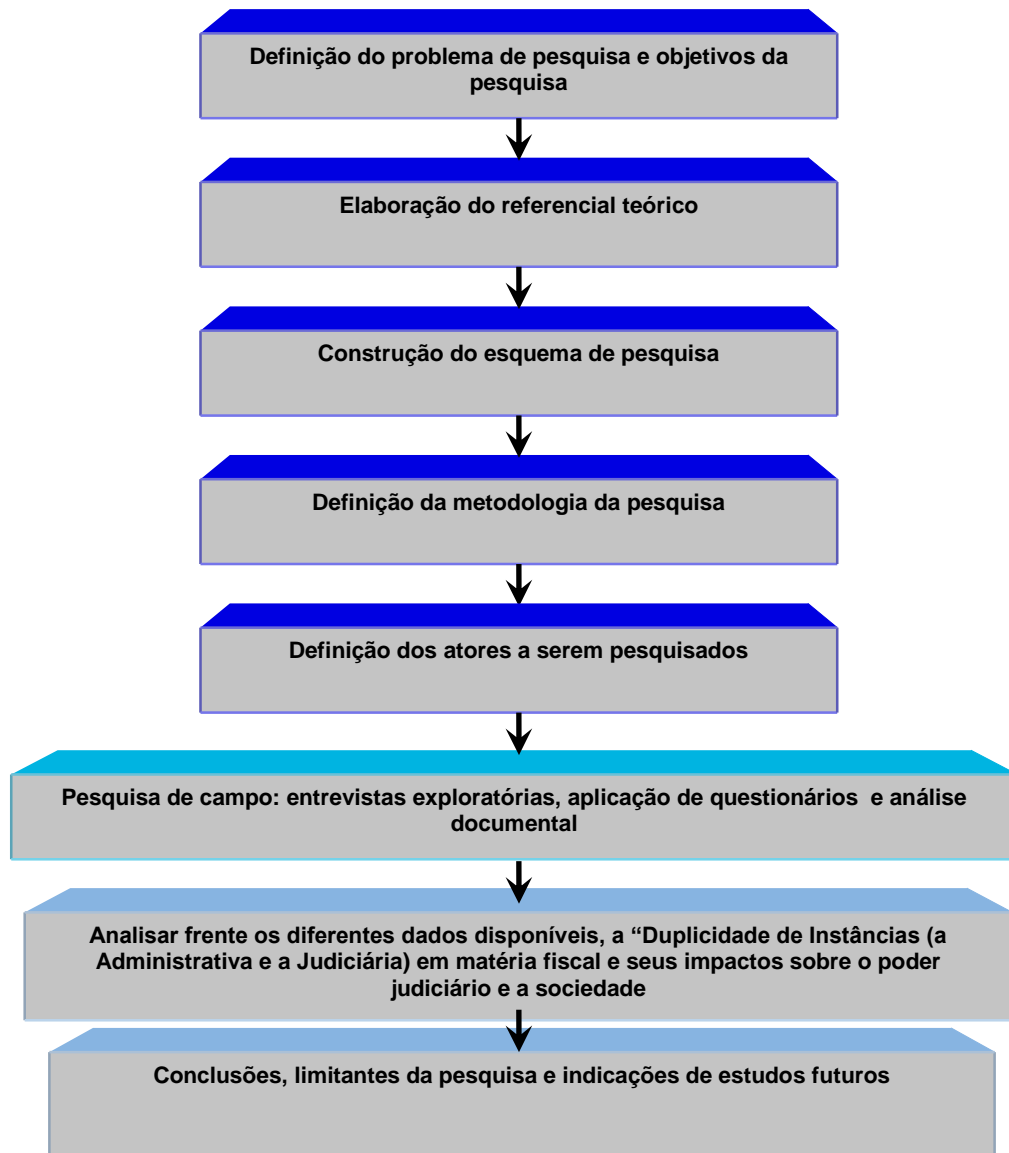 Definição do problema de pesquisa e objetivos da
pesquisa
Elaboração do referencial teórico
Construção do esquema de pesquisa
Definição da metodologia da pesquisa
Definição dos atores a serem pesquisados
Pesquisa de campo: entrevistas exploratórias, aplicação de questionários  e análise
documental
Analisar frente os diferentes dados disponíveis, a “Duplicidade de Instâncias (a
Administrativa e a Judiciária) em matéria fiscal e seus impactos sobre o poder
judiciário e a sociedade
Conclusões, limitantes da pesquisa e indicações de estudos futuros